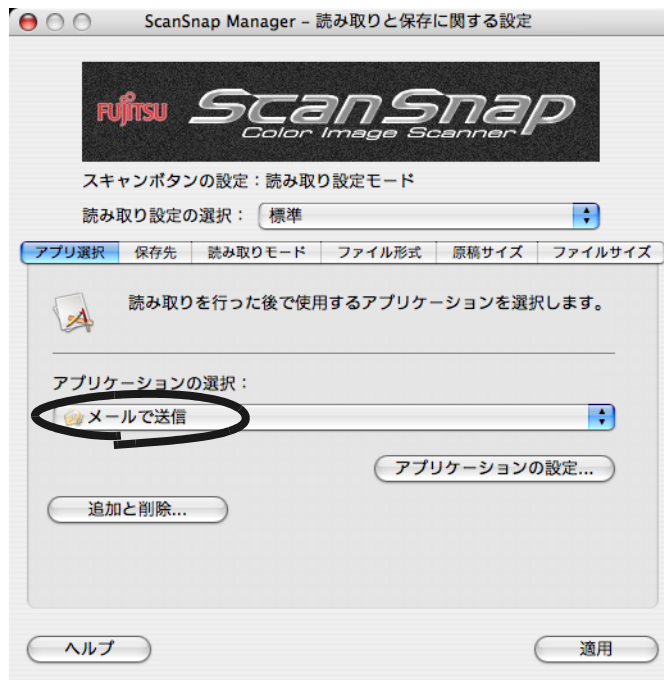 ScanSnap Manager – 読み取りと保存に関する設定
FUJITSU ScanSnap
Color Image Scanner
スキャンボタンの設定：読み取り設定モード
読み取り設定の選択： 標準
アプリ選択 保存先 読み取りモード ファイル形式 原稿サイズ ファイルサイズ
読み取りを行った後で使用するアプリケーションを選択します。
アプリケーションの選択：
メールで送信
アプリケーションの設定...
追加と削除...
ヘルプ 適用